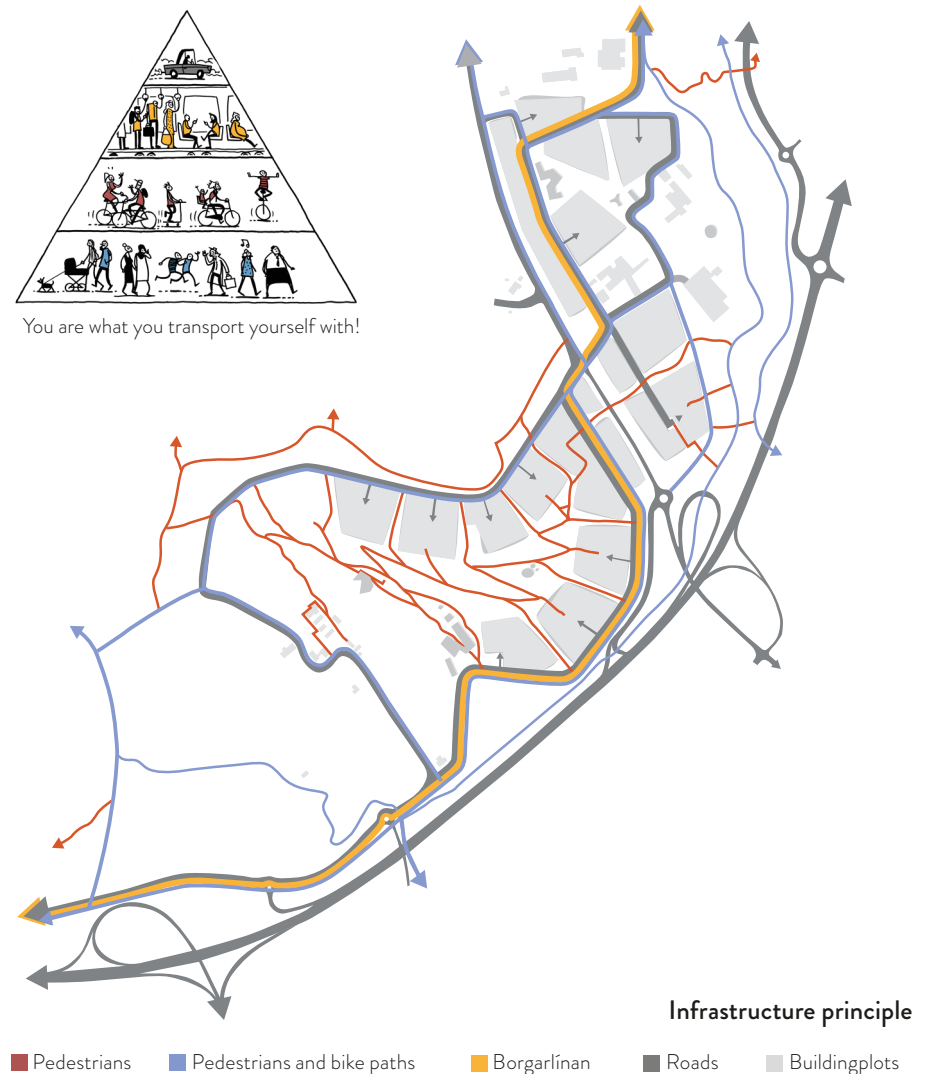 You are what you transport yourself with!
Infrastructure principle
Pedestrians
Pedestrians and bike paths
Borgarlínan
Roads
Buildingplots